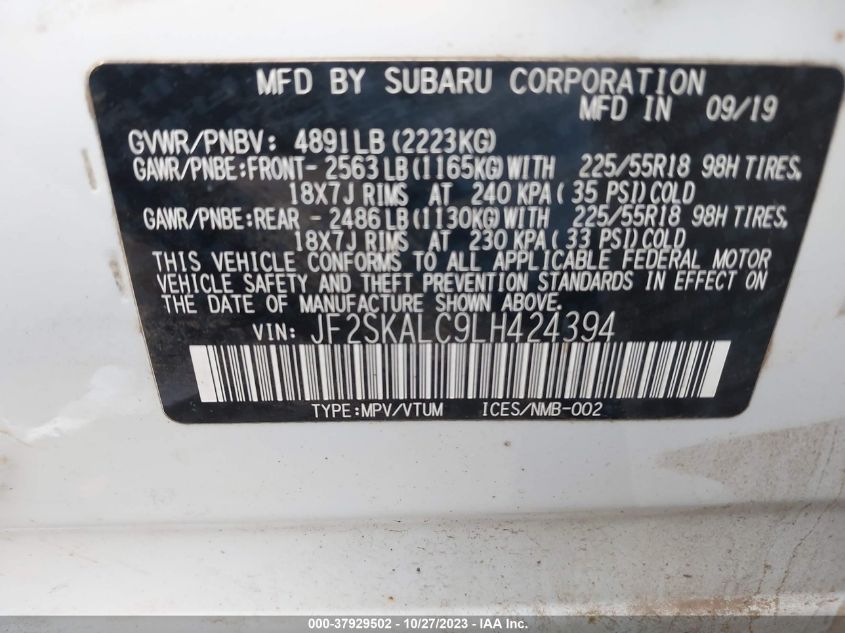 MFD BY SUBARU CORPORATION
MFD IN 09/19
GVWR/PNBV: 4891LB(2223KG)
GAWR/PNBE:FRONT-2563LB(1165KG)WITH 225/55R18 98H TIRES,
18X7J RIMS AT 240 KPA( 35 PSI)COLD
GAWR/PNBE:REAR -2486LB(1130KG)WITH 225/55R18 98H TIRES,
18X7J RIMS AT 230 KPA( 33 PSI)COLD
THIS VEHICLE CONFORMS TO ALL APPLICABLE FEDERAL MOTOR
VEHICLE SAFETY AND THEFT PREVENTION STANDARDS IN EFFECT ON
THE DATE OF MANUFACTURE SHOWN ABOVE.
VIN: JF2SKALC9LH424394
TYPE:MPV/VTUM ICES/NMB-002
000-37929502 - 10/27/2023 - IAA Inc.